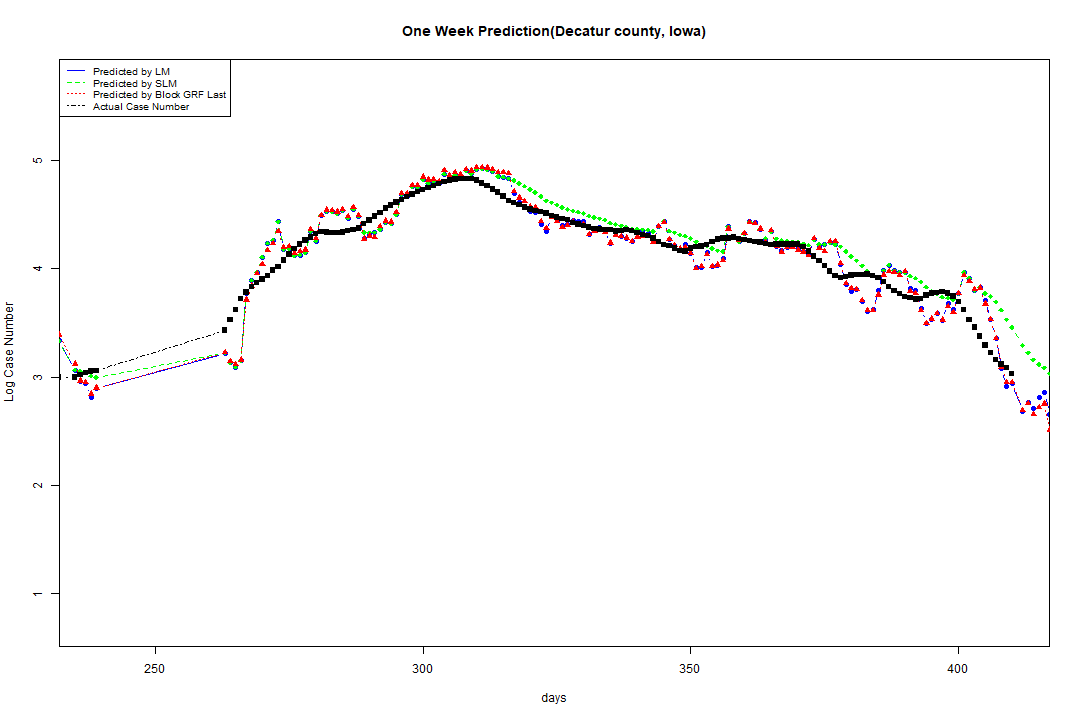 One Week Prediction(Decatur county, Iowa)
Predicted by LM
Predicted by SLM
Predicted by Block GRF Last
Actual Case Number
5
4
3
2
1
Log Case Number
250 300 350 400
days